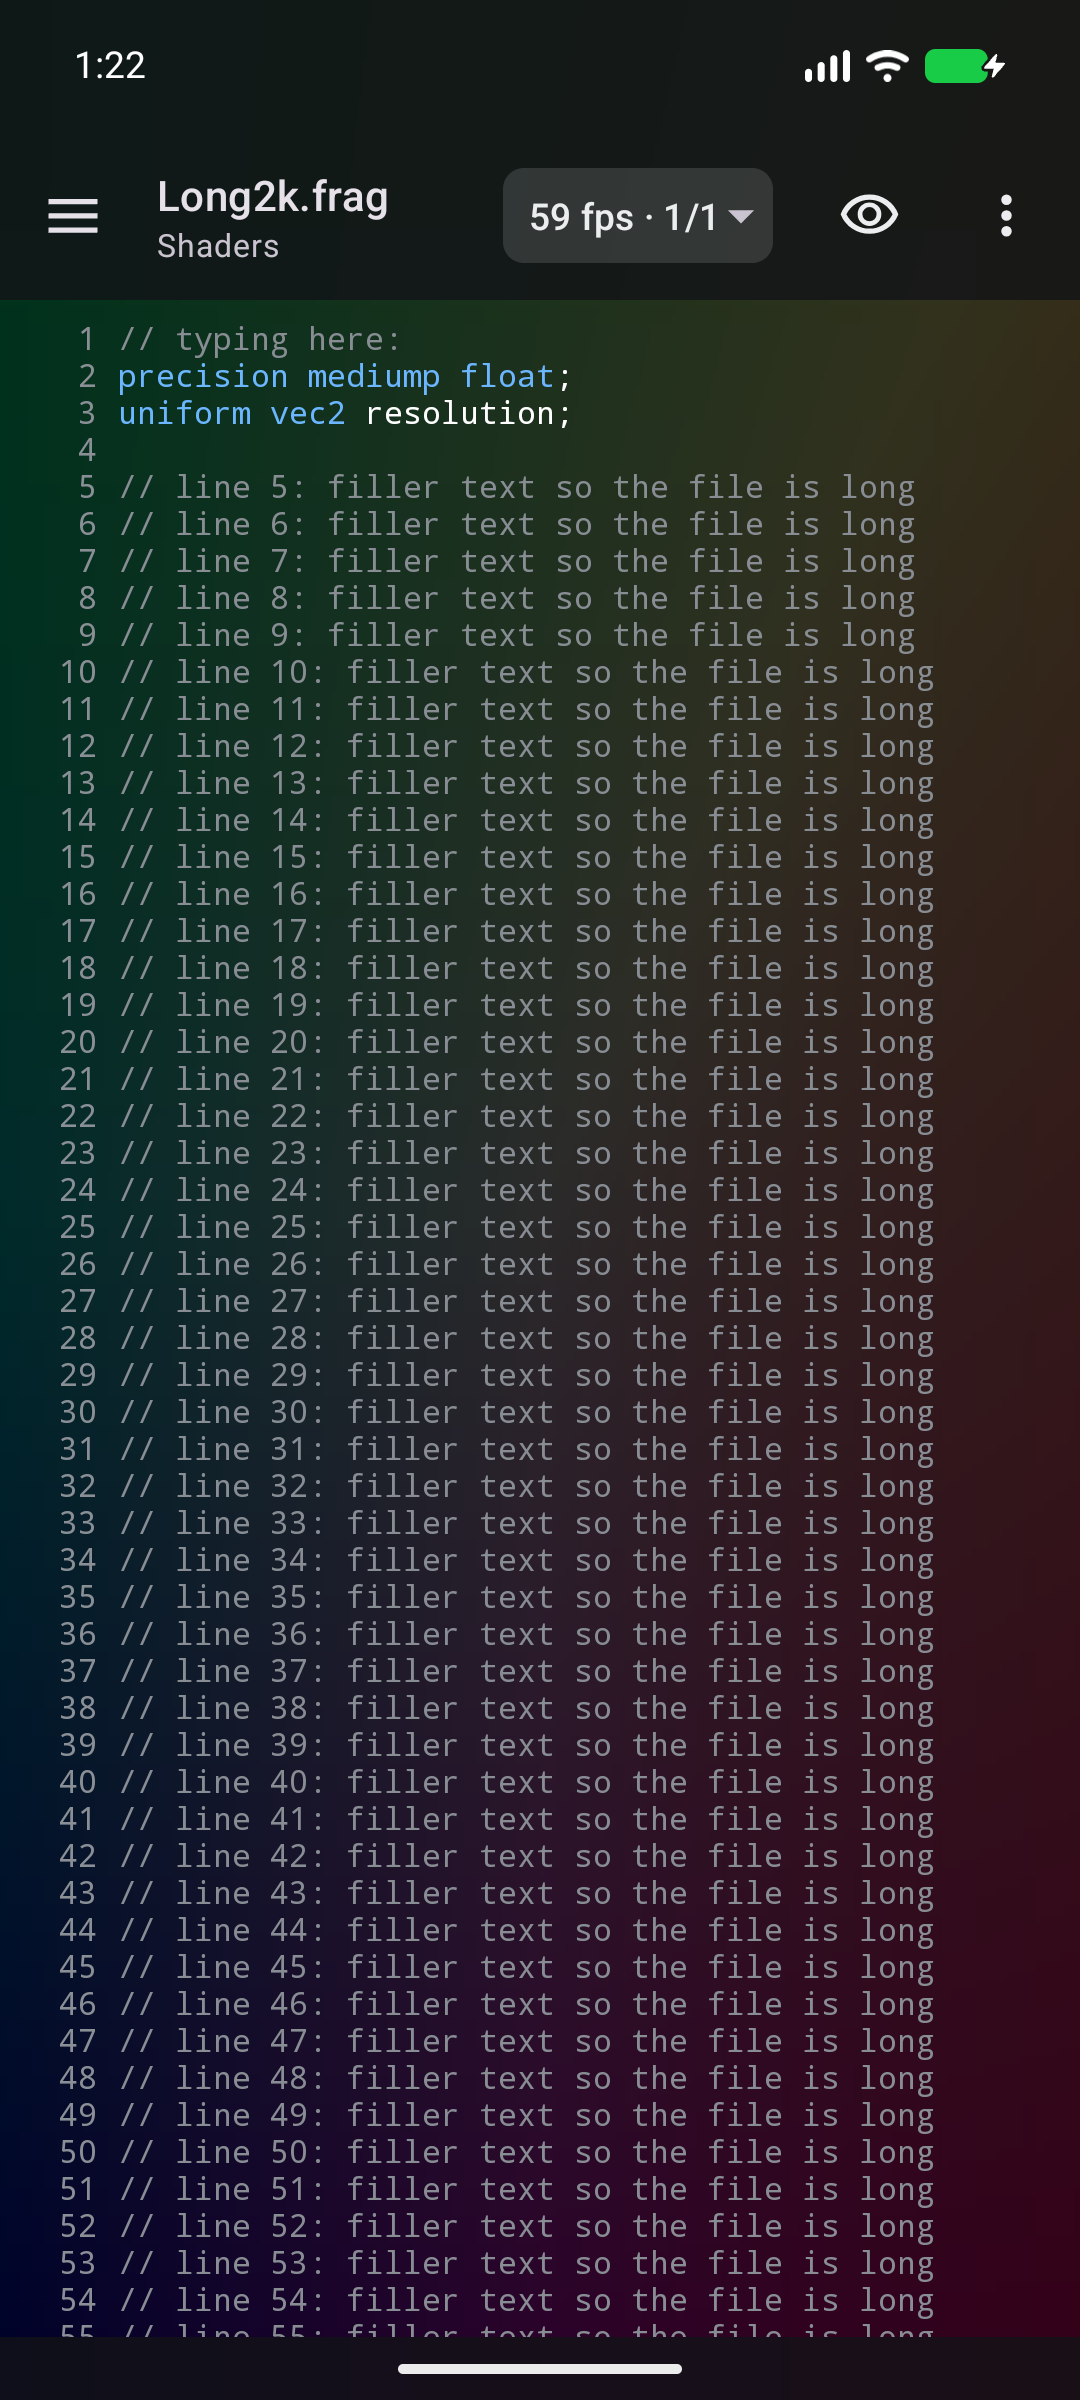 1:22
Long2k.frag
Shaders
59 fps · 1/1
1 // typing here:
2 precision mediump float;
3 uniform vec2 resolution;
4
5 // line 5: filler text so the file is long
6 // line 6: filler text so the file is long
7 // line 7: filler text so the file is long
8 // line 8: filler text so the file is long
9 // line 9: filler text so the file is long
10 // line 10: filler text so the file is long
11 // line 11: filler text so the file is long
12 // line 12: filler text so the file is long
13 // line 13: filler text so the file is long
14 // line 14: filler text so the file is long
15 // line 15: filler text so the file is long
16 // line 16: filler text so the file is long
17 // line 17: filler text so the file is long
18 // line 18: filler text so the file is long
19 // line 19: filler text so the file is long
20 // line 20: filler text so the file is long
21 // line 21: filler text so the file is long
22 // line 22: filler text so the file is long
23 // line 23: filler text so the file is long
24 // line 24: filler text so the file is long
25 // line 25: filler text so the file is long
26 // line 26: filler text so the file is long
27 // line 27: filler text so the file is long
28 // line 28: filler text so the file is long
29 // line 29: filler text so the file is long
30 // line 30: filler text so the file is long
31 // line 31: filler text so the file is long
32 // line 32: filler text so the file is long
33 // line 33: filler text so the file is long
34 // line 34: filler text so the file is long
35 // line 35: filler text so the file is long
36 // line 36: filler text so the file is long
37 // line 37: filler text so the file is long
38 // line 38: filler text so the file is long
39 // line 39: filler text so the file is long
40 // line 40: filler text so the file is long
41 // line 41: filler text so the file is long
42 // line 42: filler text so the file is long
43 // line 43: filler text so the file is long
44 // line 44: filler text so the file is long
45 // line 45: filler text so the file is long
46 // line 46: filler text so the file is long
47 // line 47: filler text so the file is long
48 // line 48: filler text so the file is long
49 // line 49: filler text so the file is long
50 // line 50: filler text so the file is long
51 // line 51: filler text so the file is long
52 // line 52: filler text so the file is long
53 // line 53: filler text so the file is long
54 // line 54: filler text so the file is long
55 // line 55: filler text so the file is long